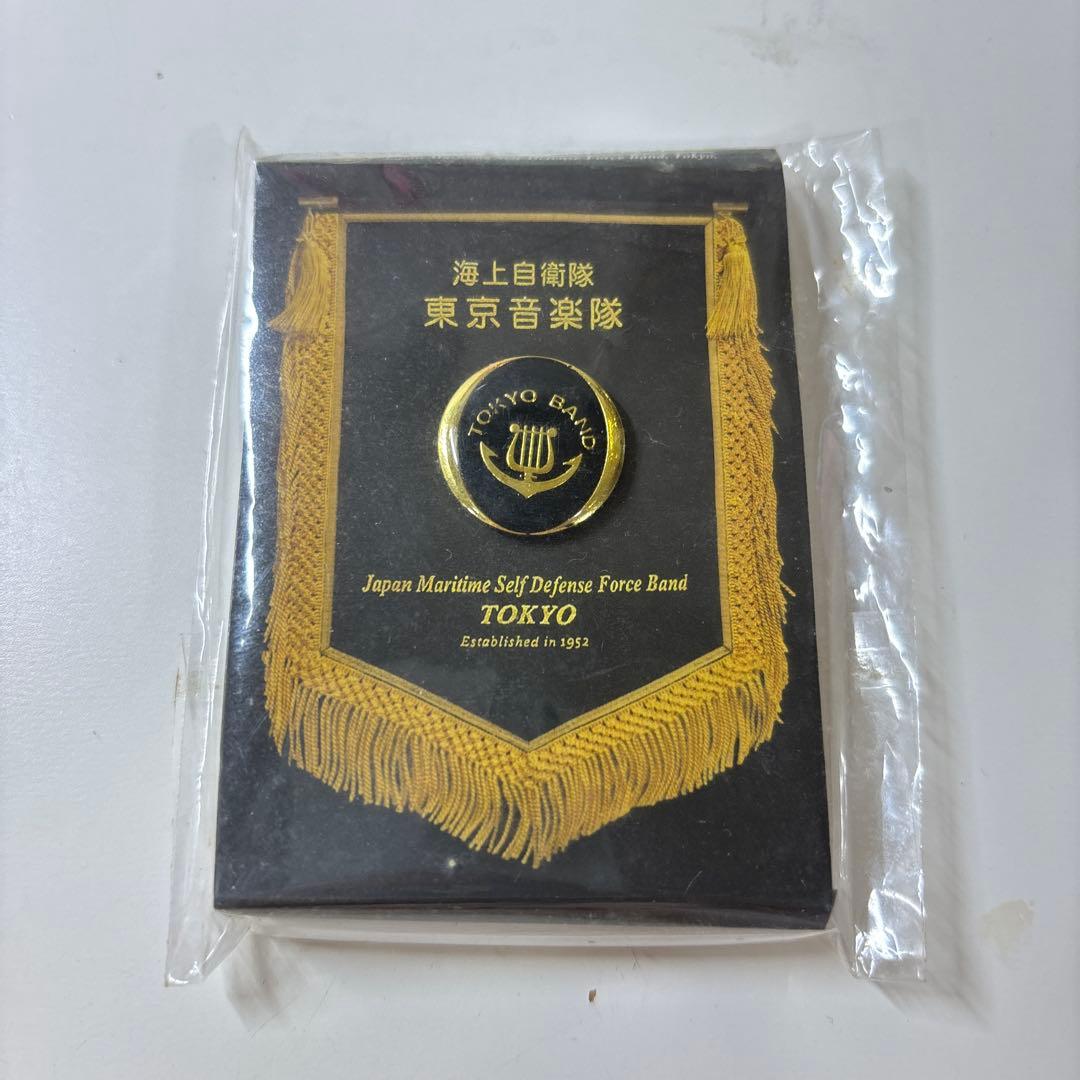 海上自衛隊
東京音楽隊
TOKYO BAND
Japan Maritime Self Defense Force Band
TOKYO
Established in 1952